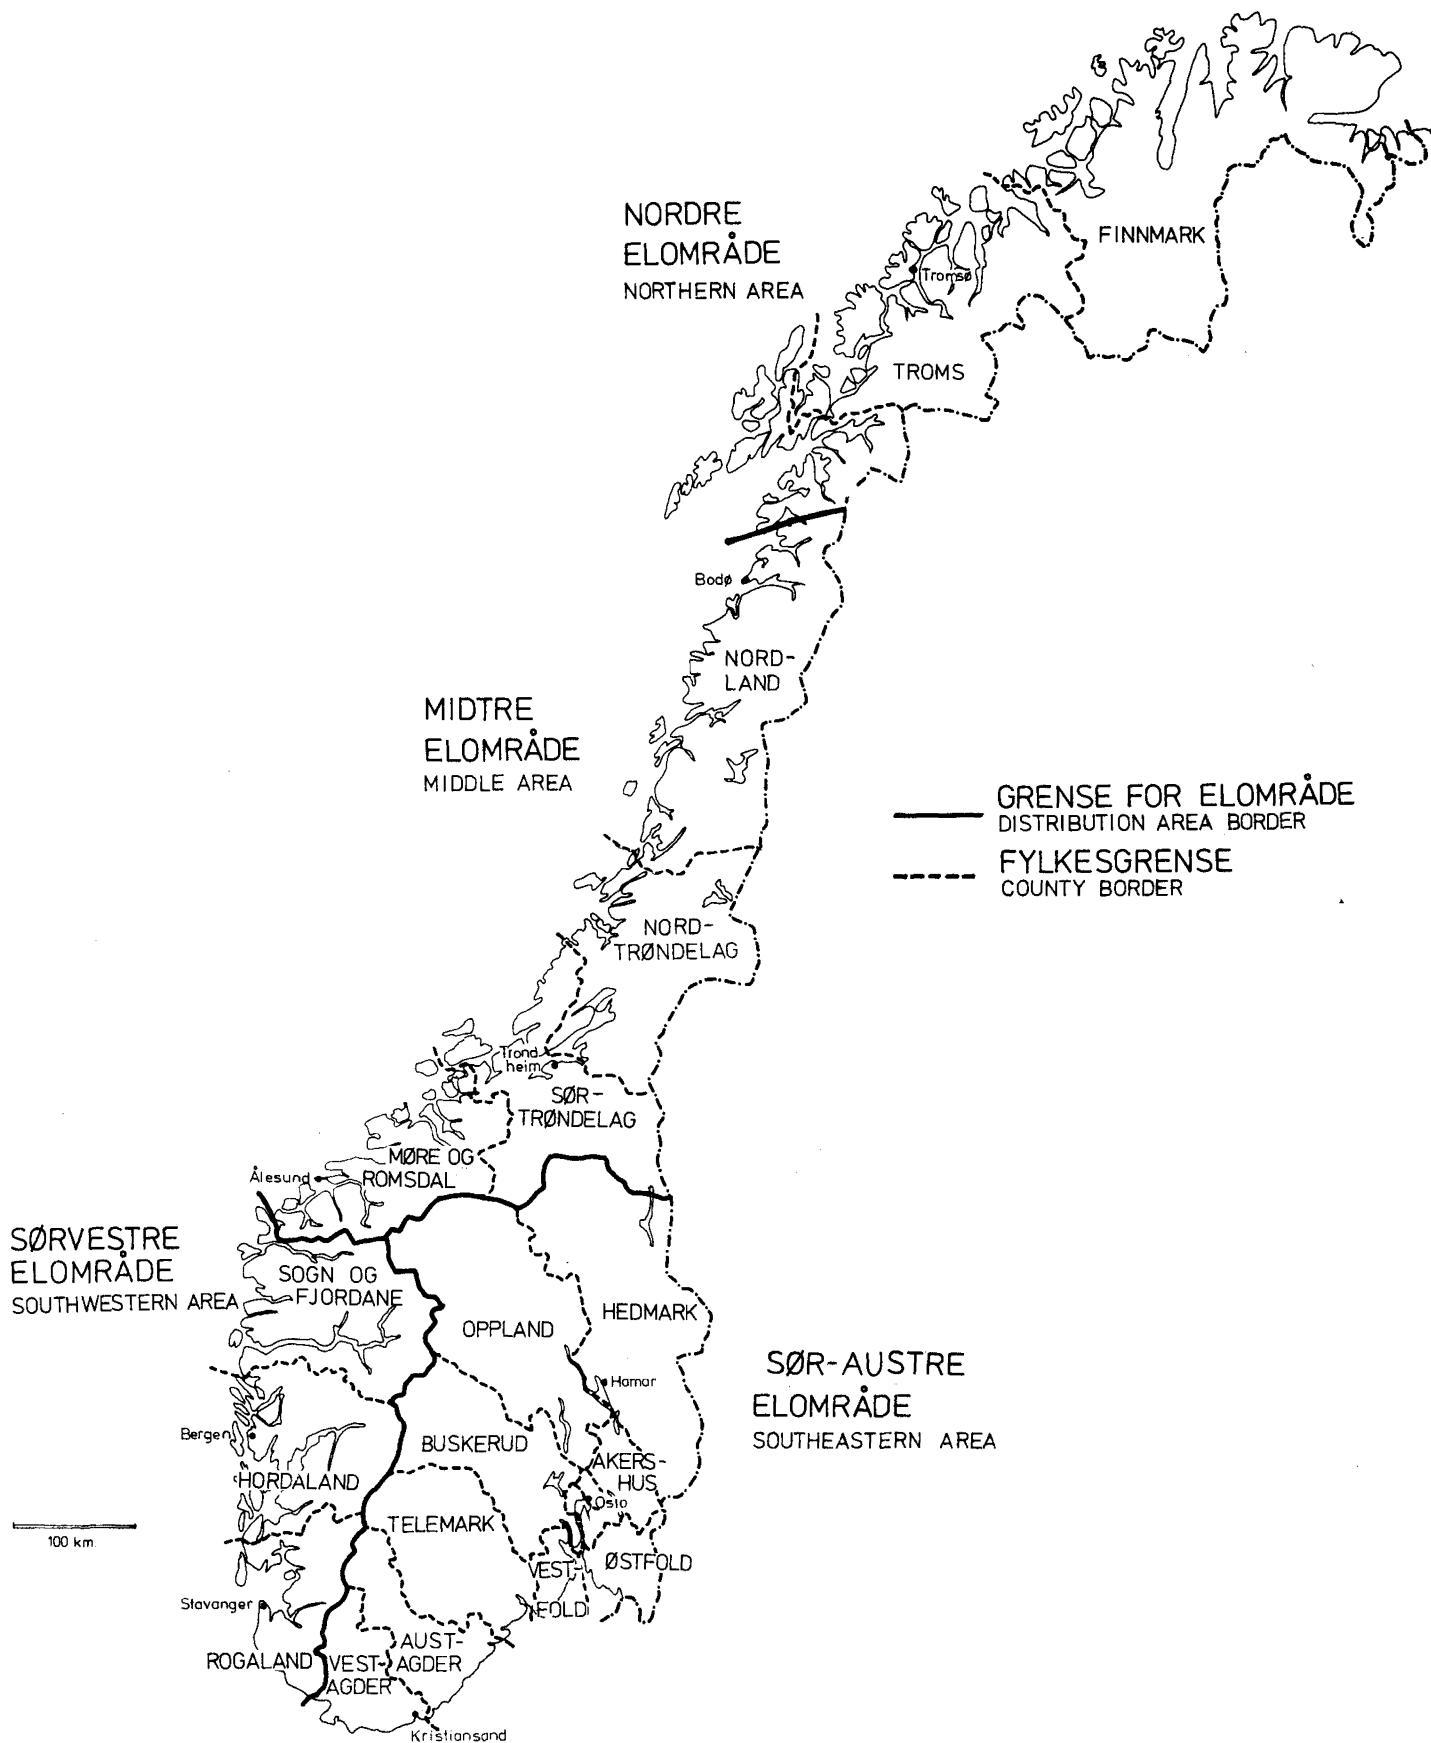 NORDRE
ELOMRÅDE
NORTHERN AREA
FINNMARK
Tromsø
TROMS
Bodø
NORD-
LAND
MIDTRE
ELOMRÅDE
MIDDLE AREA
GRENSE FOR ELOMRÅDE
DISTRIBUTION AREA BORDER
FYLKESGRENSE
COUNTY BORDER
NORD-
TRØNDELAG
Trond
heim
SØR-
TRØNDELAG
MØRE OG
ROMSDAL
Ålesund
SØRVESTRE
ELOMRÅDE
SOUTHWESTERN AREA
SOGN OG
FJORDANE
OPPLAND
HEDMARK
SØR-AUSTRE
ELOMRÅDE
SOUTHEASTERN AREA
Hamar
Bergen
BUSKERUD
AKERS-
HUS
HORDALAND
Oslo
TELEMARK
100 km.
VEST-
FOLD
ØSTFOLD
Stavanger
ROGALAND
VEST-
AGDER
AUST-
AGDER
Kristiansand